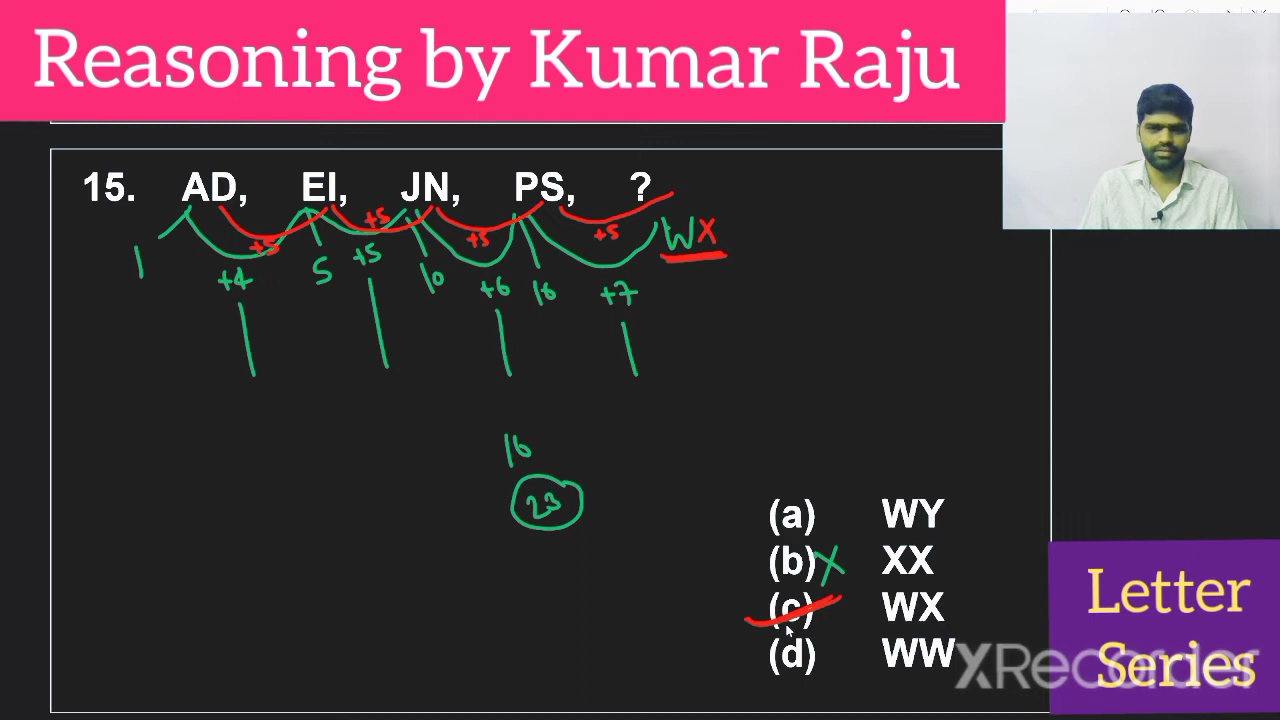 Reasoning by Kumar Raju
15. AD, EI, JN, PS, ?
WX
+5 +5 +5 +5
1 +4 5 +5 10 +6 16 +7
16
23
(a) WY
(b) X XX
(c) WX
(d) WW
Letter
Series
XRecorder